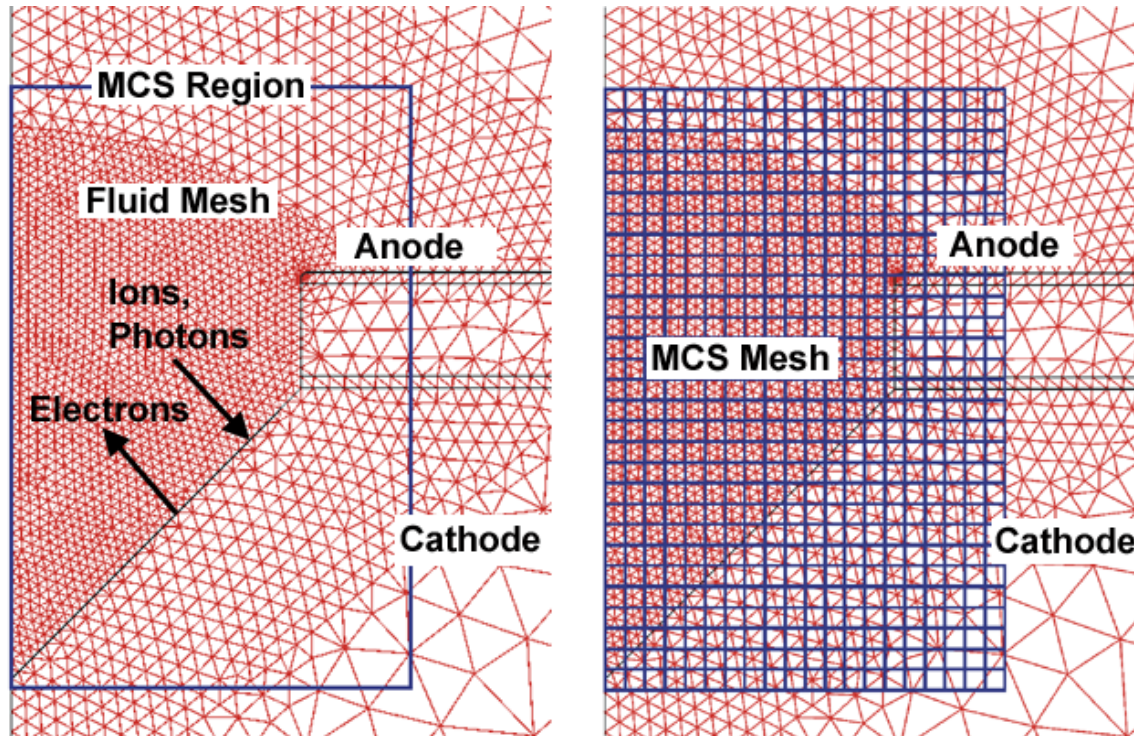 MCS Region
Fluid Mesh
Anode
Ions,
Photons
Electrons
Cathode
Anode
MCS Mesh
Cathode